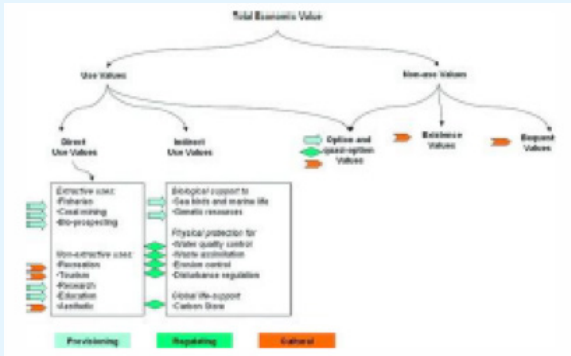 Total Economic Value
Use Values
Non-use Values
Direct
Use Values
Indirect
Use Values
Option and
quasi-option
Values
Existence
Values
Bequest
Values
Extractive uses:
-Fisheries
-Coral mining
-Bio-prospecting
Non-extractive uses:
-Recreation
-Tourism
-Research
-Education
-Aesthetic
Biological support to
-Sea birds and marine life
-Genetic resources
Physical protection for
-Water quality control
-Waste assimilation
-Erosion control
-Disturbance regulation
Global life-support
-Carbon Store
Provisioning
Regulating
Cultural